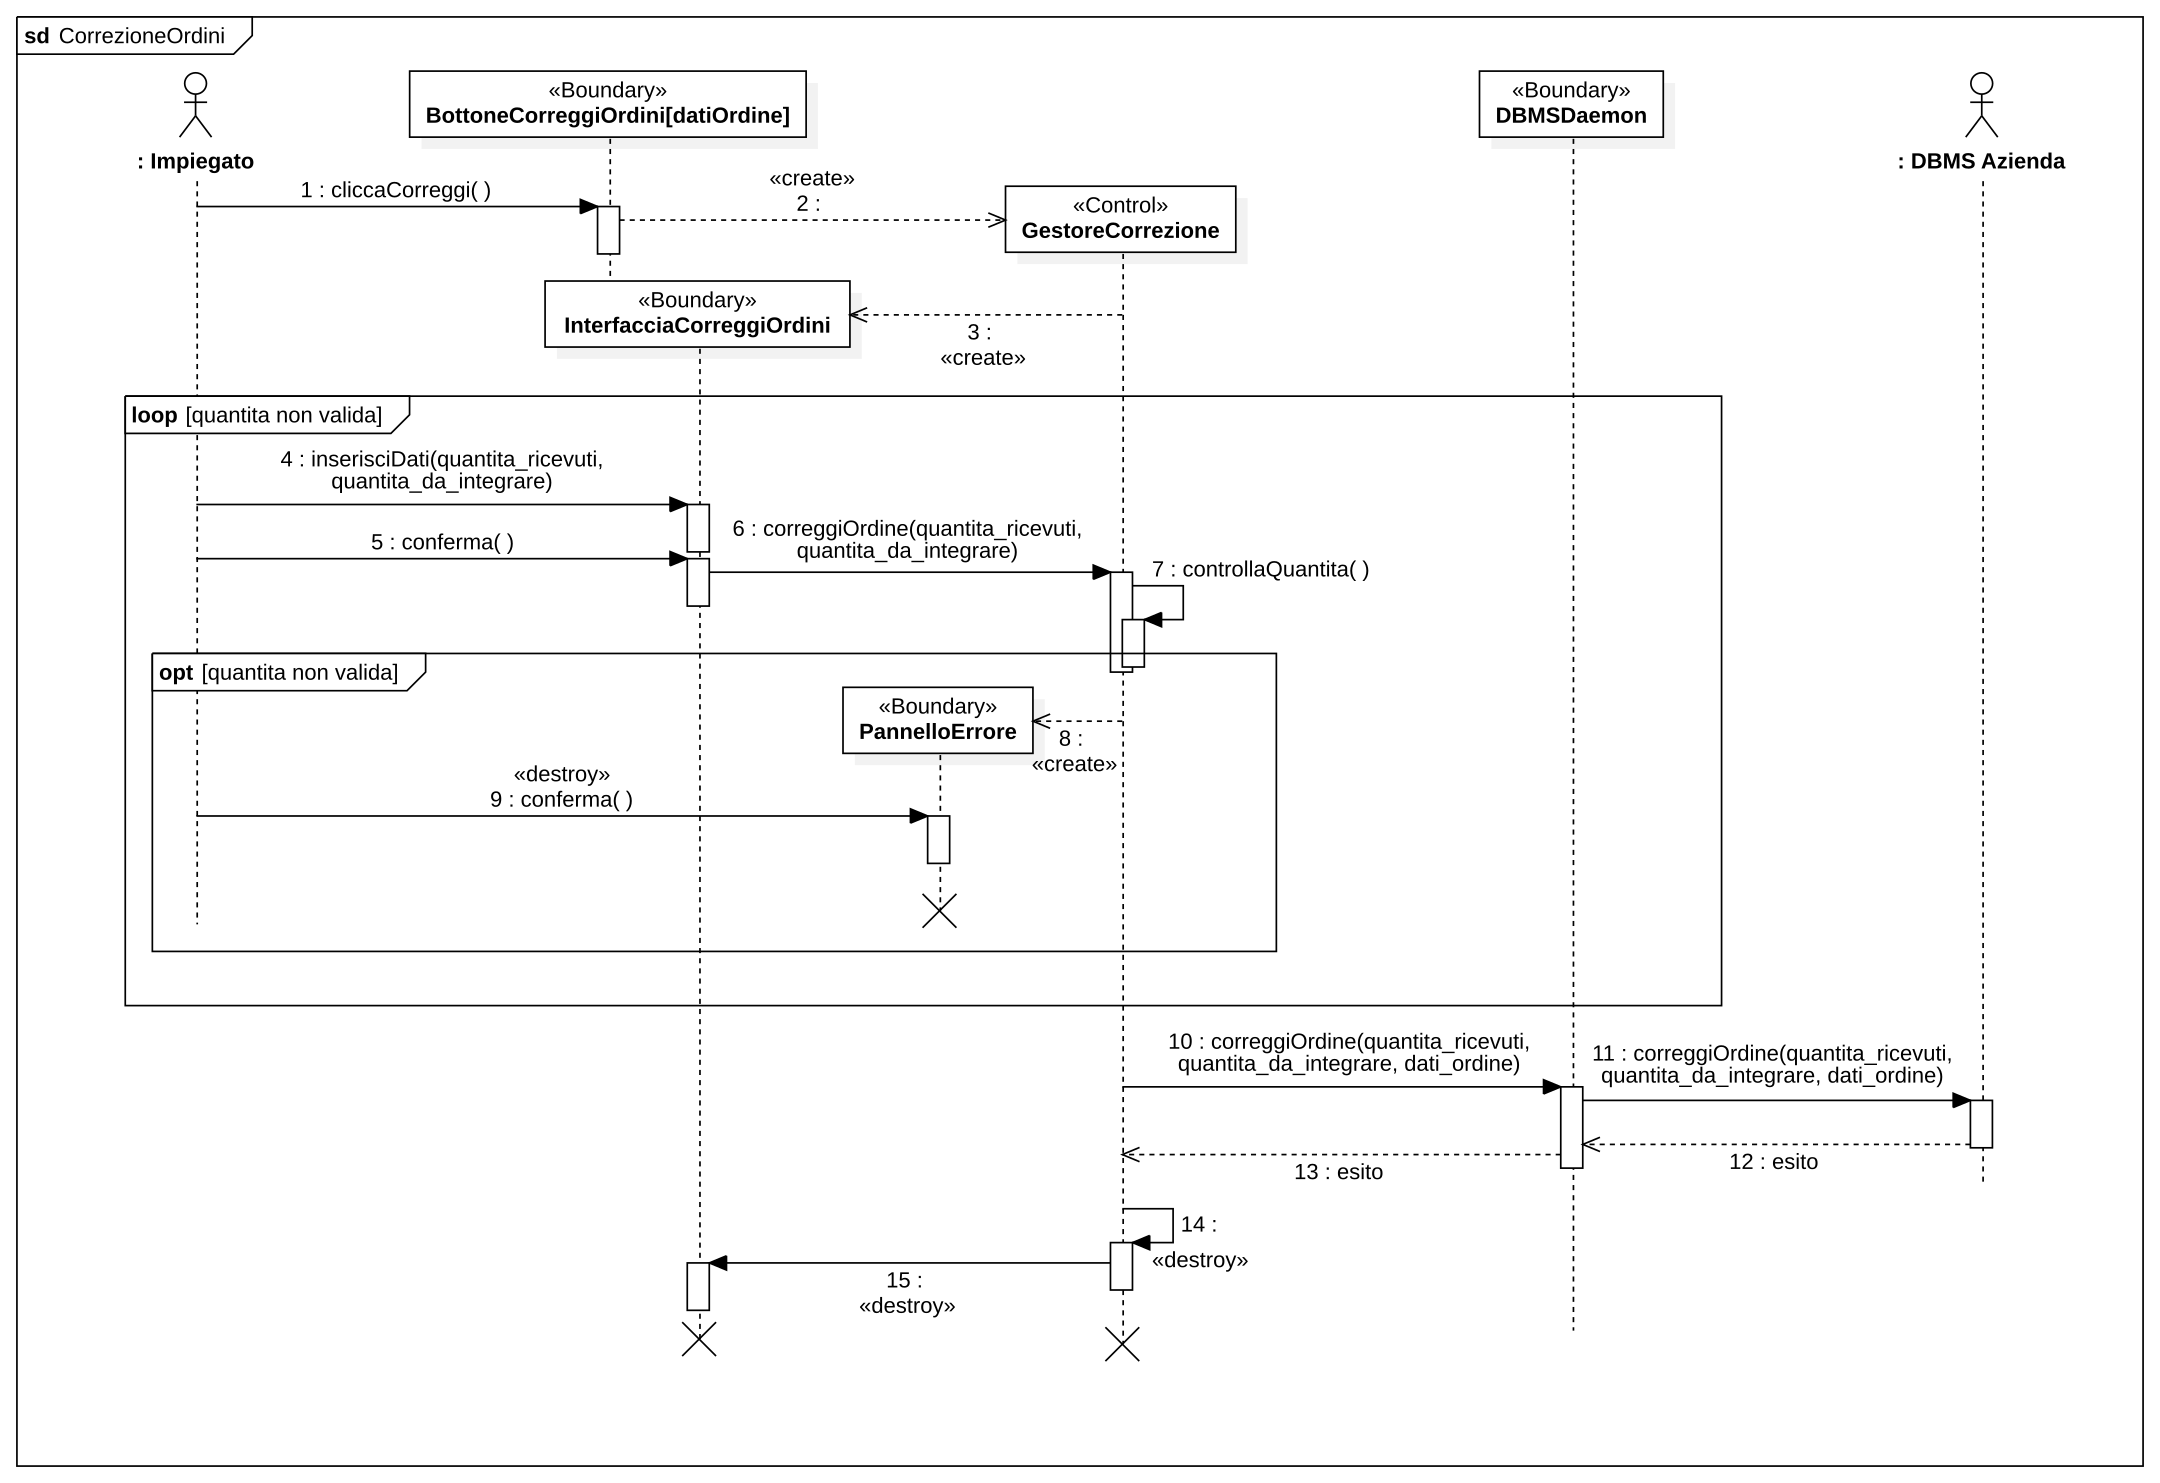 sd CorrezioneOrdini
«Boundary»
BottoneCorreggiOrdini[datiOrdine]
«Boundary»
DBMSDaemon
: Impiegato
: DBMS Azienda
1 : cliccaCorreggi( )
«create»
2 :
«Control»
GestoreCorrezione
«Boundary»
InterfacciaCorreggiOrdini
3 :
«create»
loop [quantita non valida]
4 : inserisciDati(quantita_ricevuti,
quantita_da_integrare)
5 : conferma( )
6 : correggiOrdine(quantita_ricevuti,
quantita_da_integrare)
7 : controllaQuantita( )
opt [quantita non valida]
«Boundary»
PannelloErrore
8 :
«create»
«destroy»
9 : conferma( )
10 : correggiOrdine(quantita_ricevuti,
quantita_da_integrare, dati_ordine)
11 : correggiOrdine(quantita_ricevuti,
quantita_da_integrare, dati_ordine)
12 : esito
13 : esito
14 :
«destroy»
15 :
«destroy»